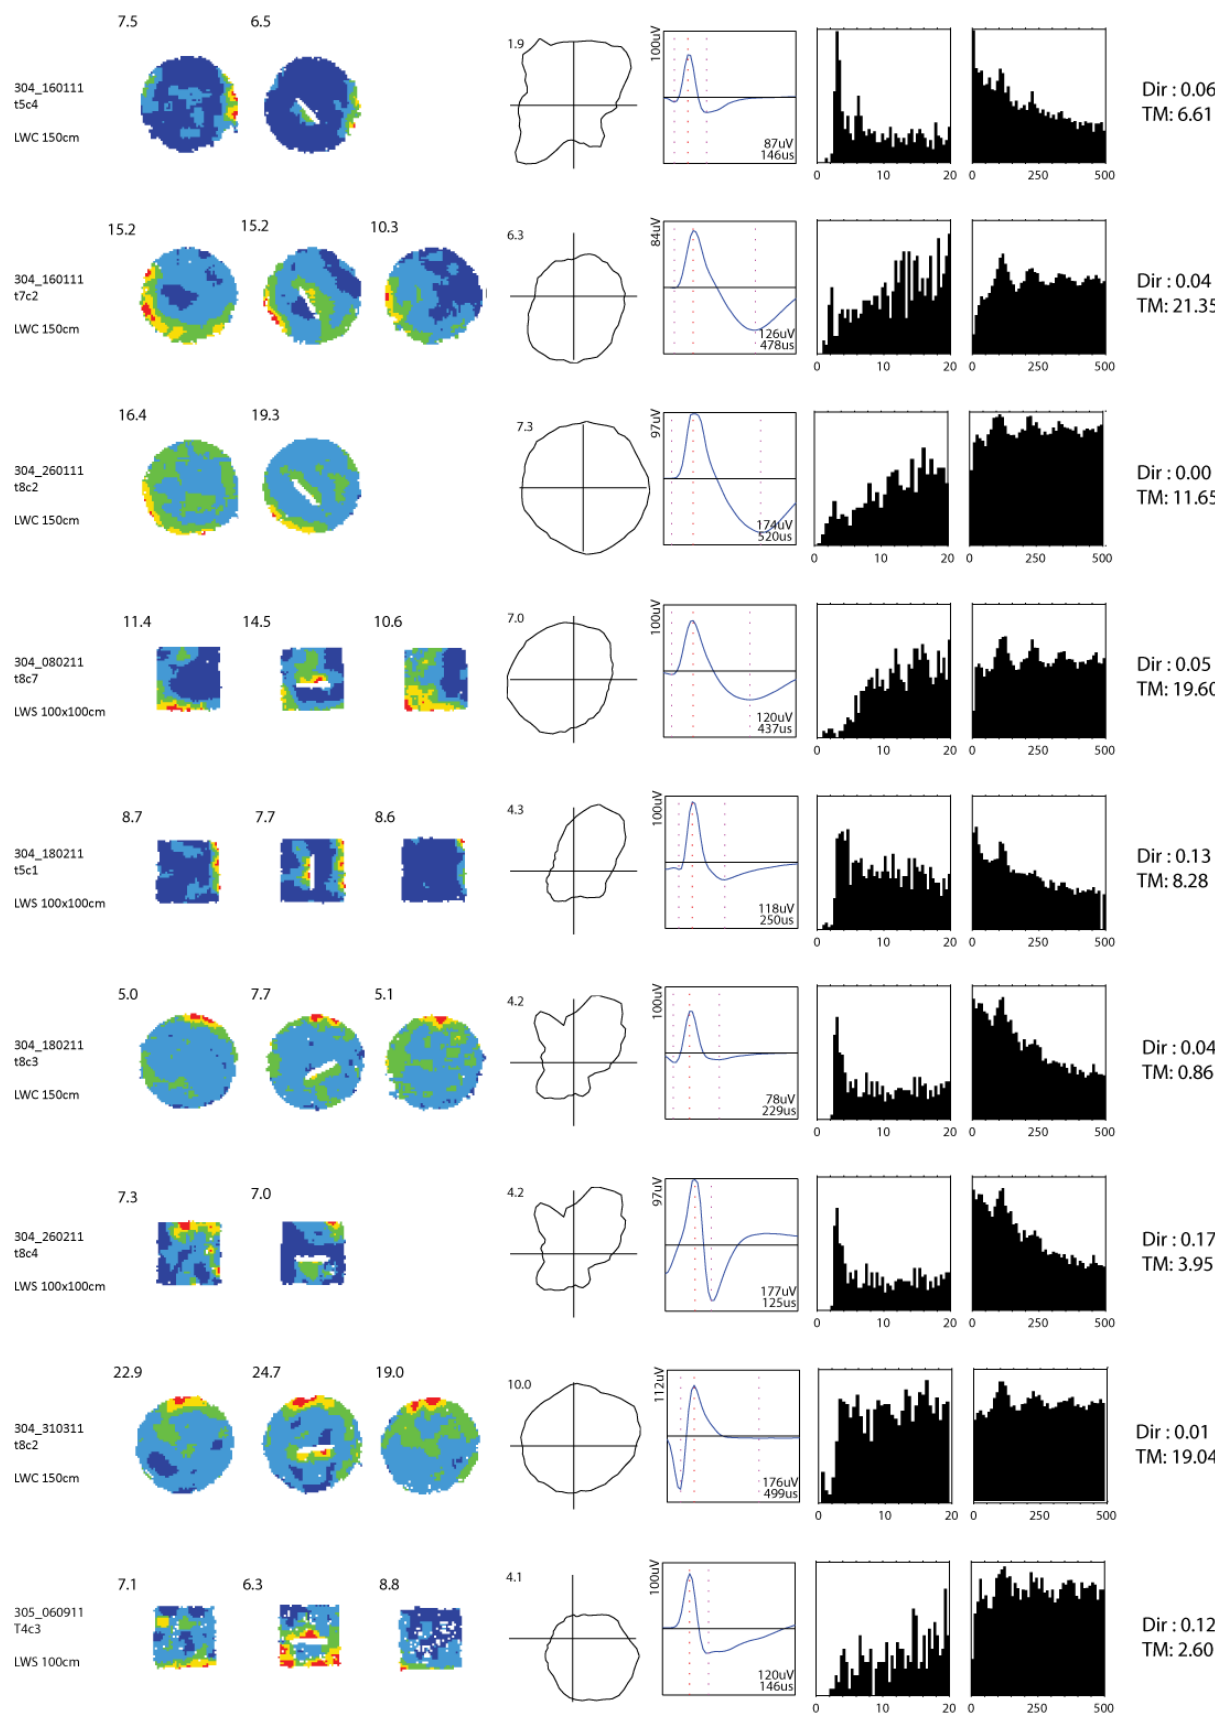 7.5 6.5
304_160111
t5c4
LWC 150cm
1.9
100uV
87uV
146us
0 10 20
0 250 500
Dir : 0.06
TM: 6.61
15.2 15.2 10.3
304_160111
t7c2
LWC 150cm
6.3
84uV
126uV
478us
0 10 20
0 250 500
Dir : 0.04
TM: 21.35
16.4 19.3
304_260111
t8c2
LWC 150cm
7.3
97uV
174uV
520us
0 10 20
0 250 500
Dir : 0.00
TM: 11.65
11.4 14.5 10.6
304_080211
t8c7
LWS 100x100cm
7.0
100uV
120uV
437us
0 10 20
0 250 500
Dir : 0.05
TM: 19.60
8.7 7.7 8.6
304_180211
t5c1
LWS 100x100cm
4.3
100uV
118uV
250us
0 10 20
0 250 500
Dir : 0.13
TM: 8.28
5.0 7.7 5.1
304_180211
t8c3
LWC 150cm
4.2
100uV
78uV
229us
0 10 20
0 250 500
Dir : 0.04
TM: 0.86
7.3 7.0
304_260211
t8c4
LWS 100x100cm
4.2
97uV
177uV
125us
0 10 20
0 250 500
Dir : 0.17
TM: 3.95
22.9 24.7 19.0
304_310311
t8c2
LWC 150cm
10.0
112uV
176uV
499us
0 10 20
0 250 500
Dir : 0.01
TM: 19.04
7.1 6.3 8.8
305_060911
T4c3
LWS 100cm
4.1
100uV
120uV
146us
0 10 20
0 250 500
Dir : 0.12
TM: 2.60